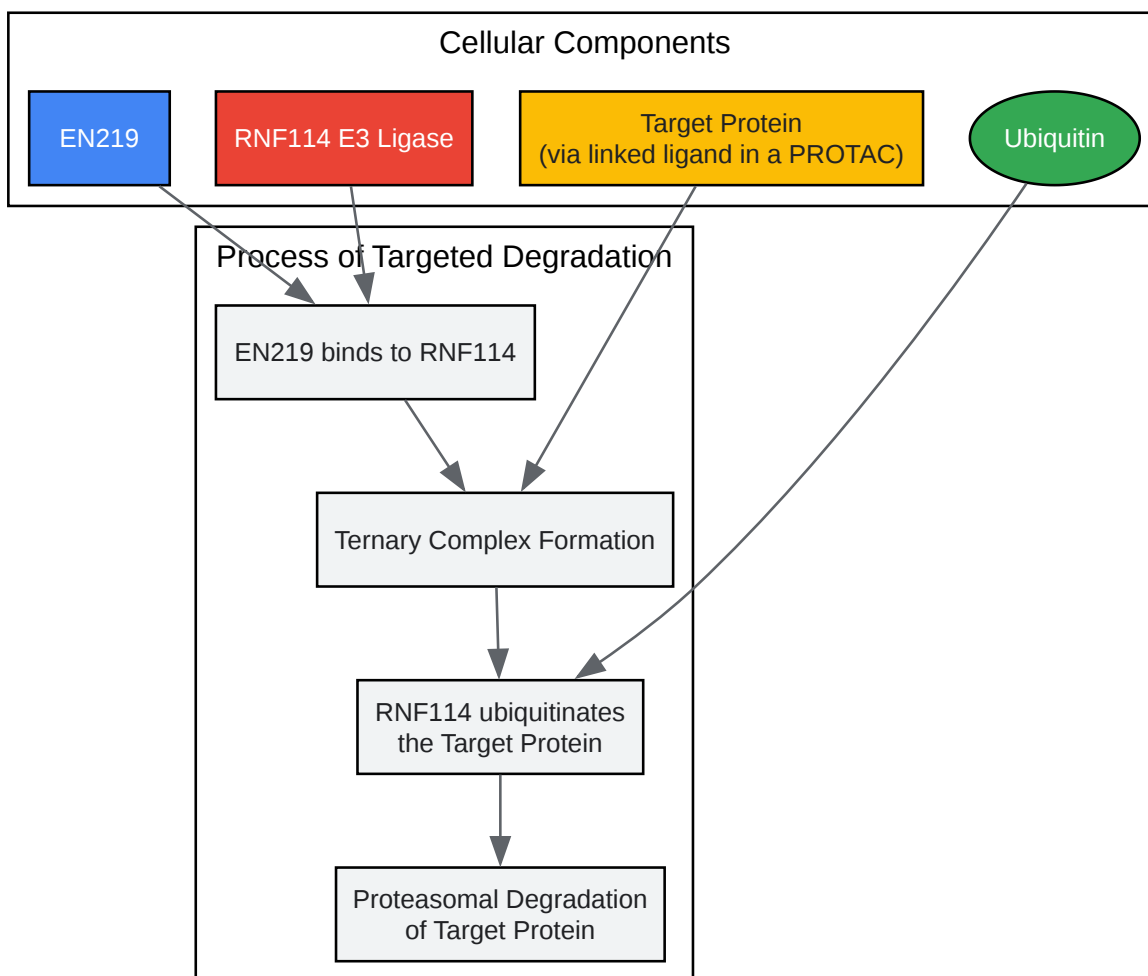 Cellular Components
EN219
RNF114 E3 Ligase
Target Protein
(via linked ligand in a PROTAC)
Ubiquitin
Process of Targeted Degradation
EN219 binds to RNF114
Ternary Complex Formation
RNF114 ubiquitinates
the Target Protein
Proteasomal Degradation
of Target Protein